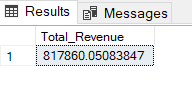 Results Messages
Total_Revenue
1 817860.05083847